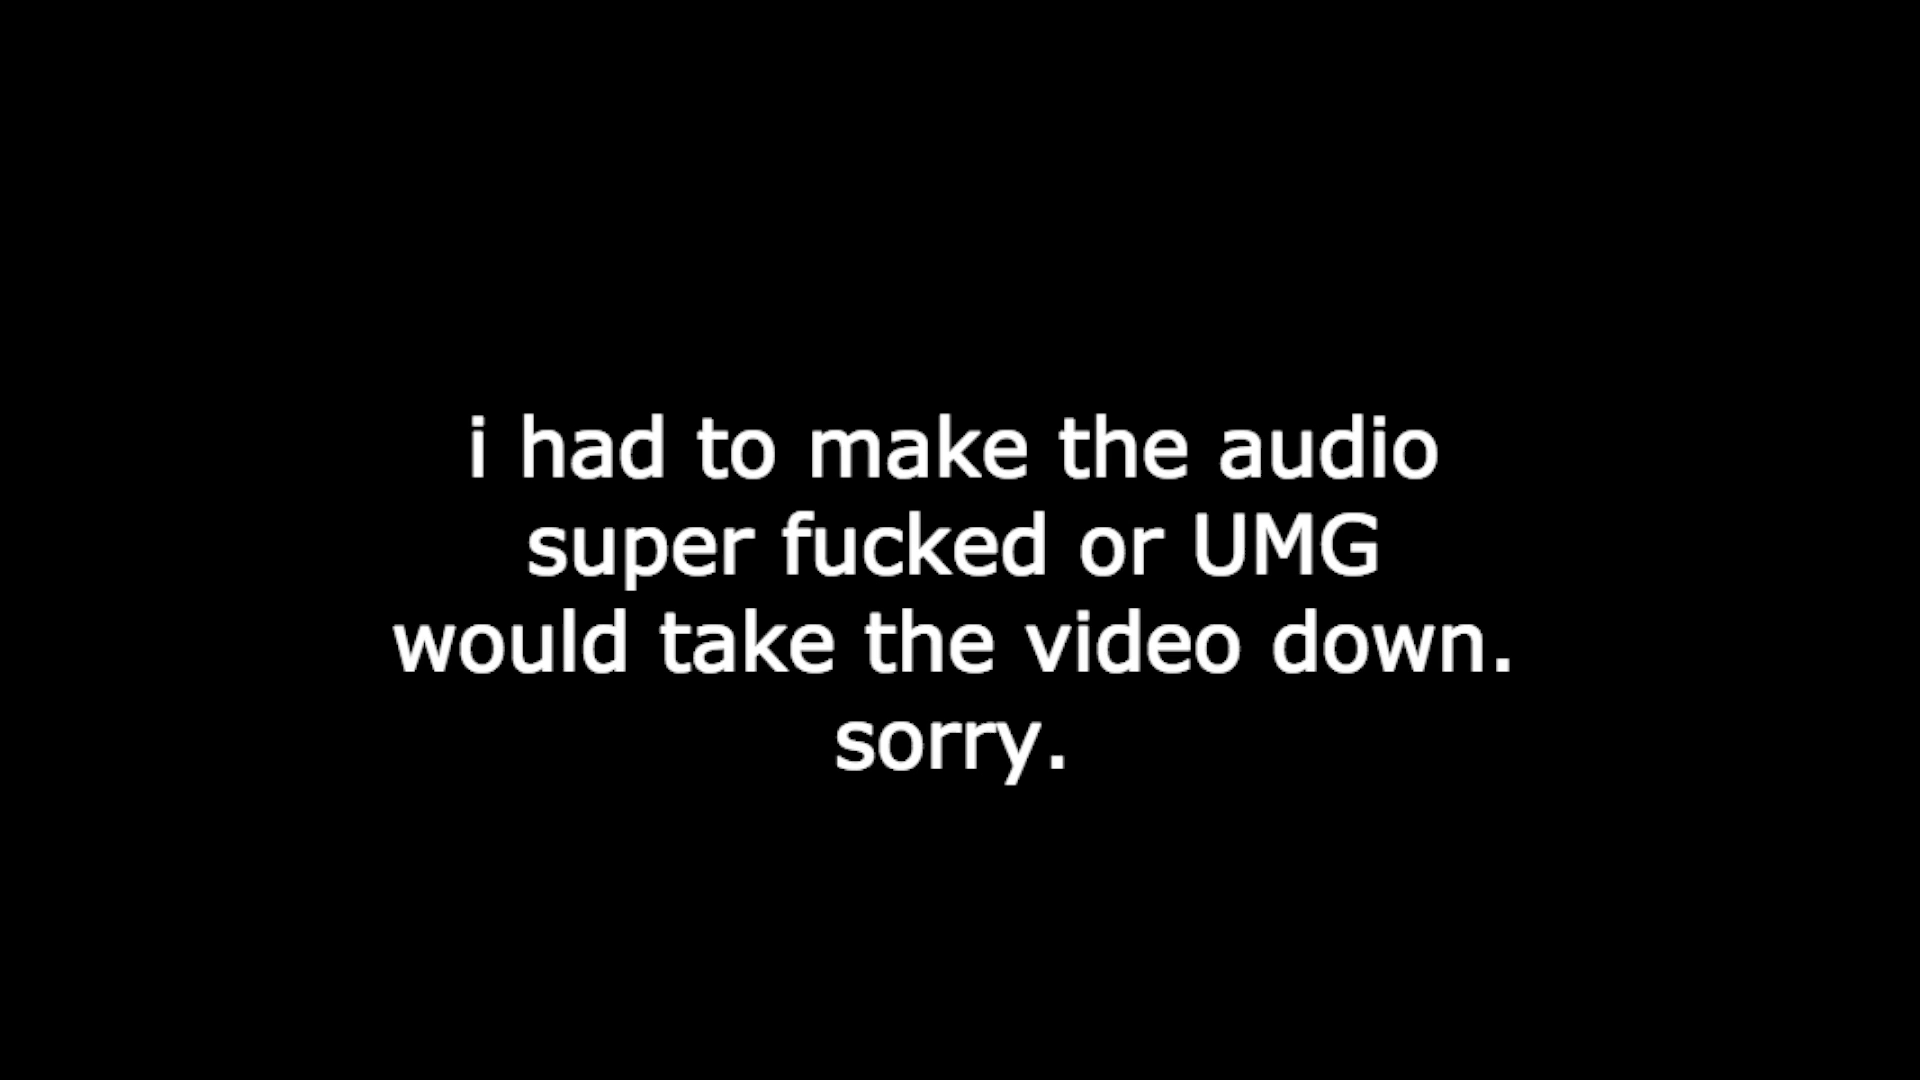 i had to make the audio
super fucked or UMG
would take the video down.
sorry.